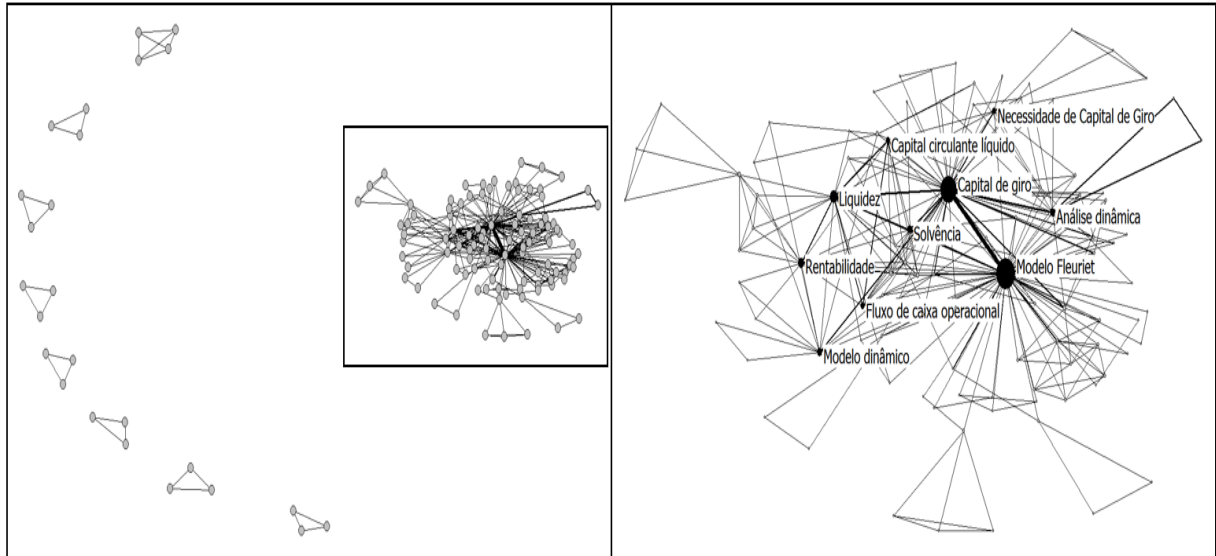 Necessidade de Capital de Giro
Capital circulante líquido
Capital de giro
Liquidez
Análise dinâmica
Solvência
Rentabilidade
Modelo Fleuriet
Fluxo de caixa operacional
Modelo dinâmico